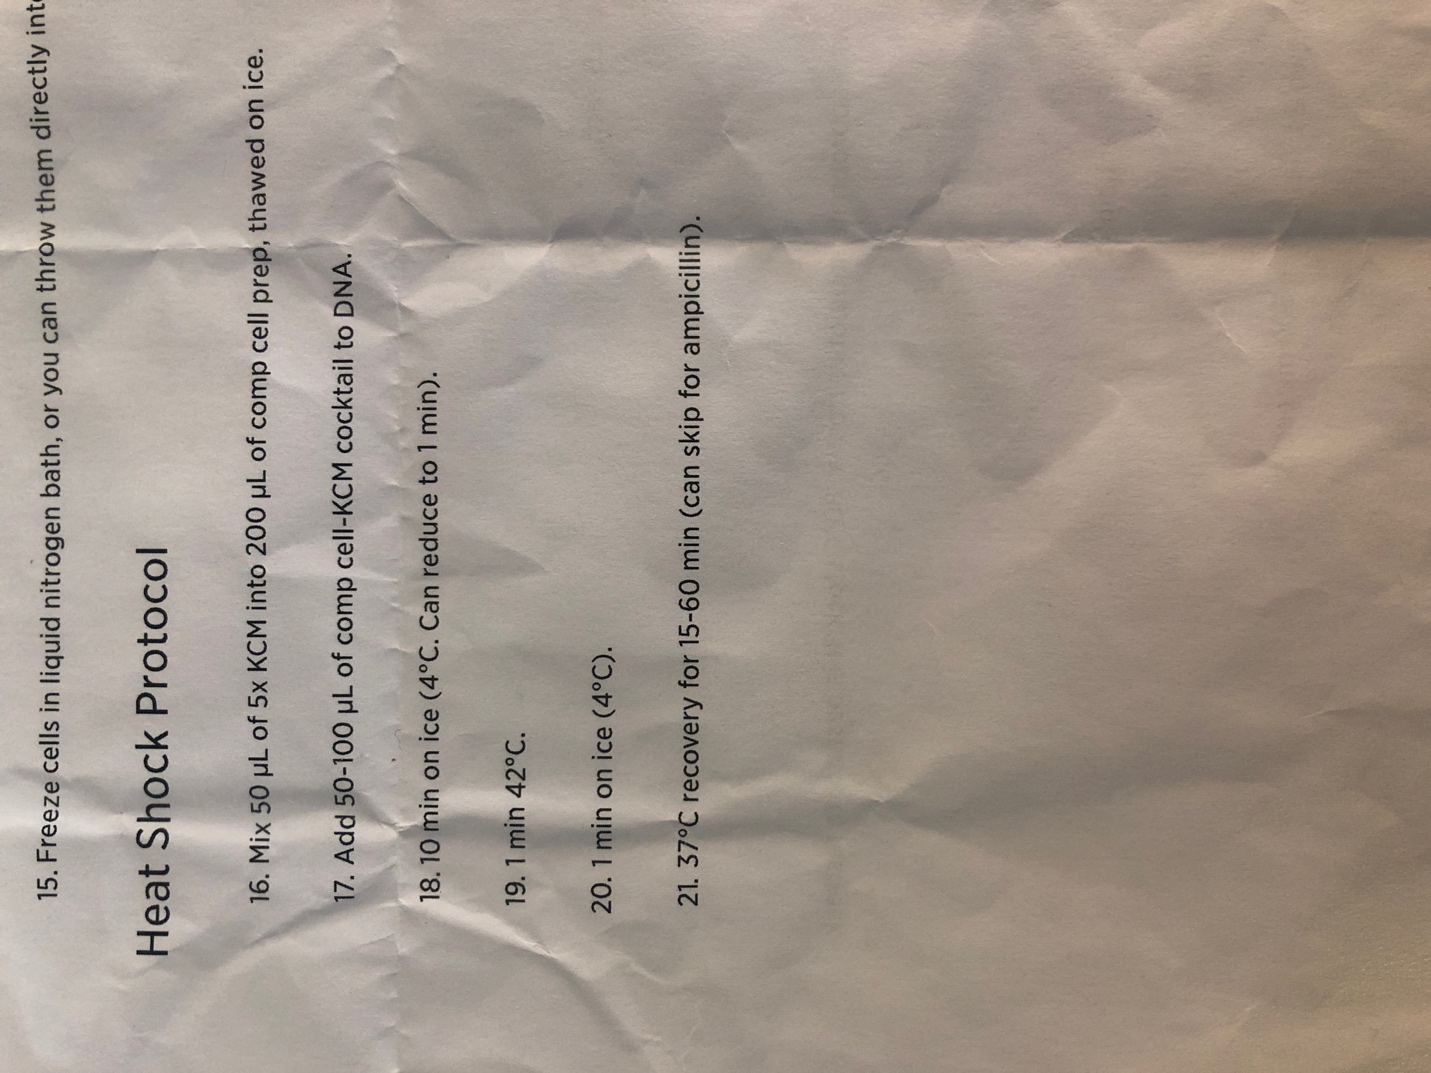 15. Freeze cells in liquid nitrogen bath, or you can throw them directly into
Heat Shock Protocol
16. Mix 50 µL of 5x KCM into 200 µL of comp cell prep, thawed on ice.
17. Add 50-100 µL of comp cell-KCM cocktail to DNA.
18. 10 min on ice (4°C. Can reduce to 1 min).
19. 1 min 42°C.
20. 1 min on ice (4°C).
21. 37°C recovery for 15-60 min (can skip for ampicillin).